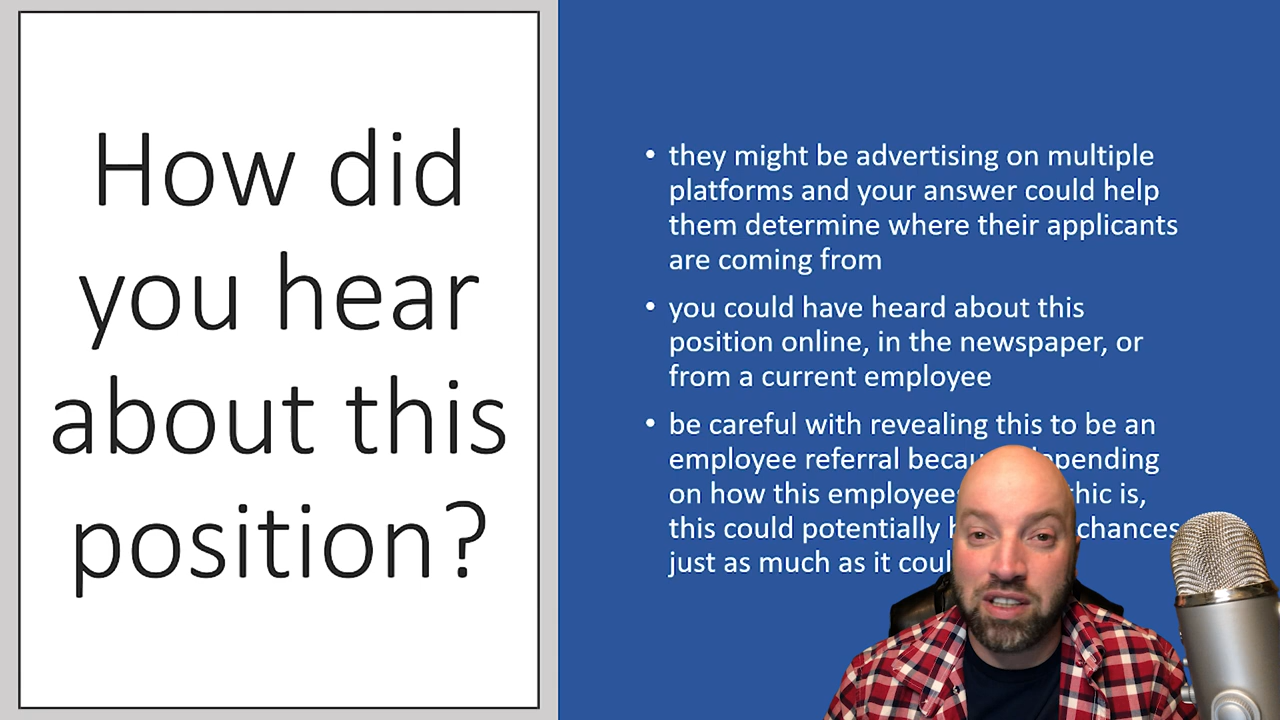 How did
you hear
about this
position?
• they might be advertising on multiple
platforms and your answer could help
them determine where their applicants
are coming from
• you could have heard about this
position online, in the newspaper, or
from a current employee
• be careful with revealing this to be an
employee referral depending
on how this is,
this could potentially chances
just as much as it